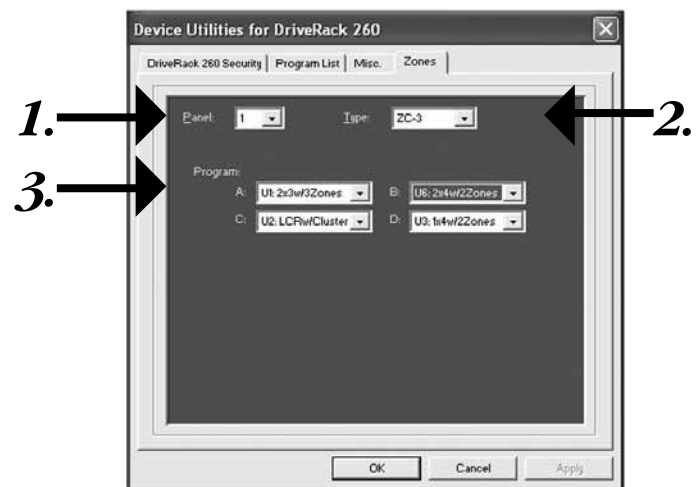 Device Utilities for DriveRack 260
DriveRack 260 Security Program List Misc. Zones
1. Panel: 1 Type: ZC-3 2.
Program:
3. A: U1: 2x3w/3Zones B: U6: 2x4w/2Zones
C: U2: LCRw/Cluster D: U3: 1x4w/2Zones
OK Cancel Apply